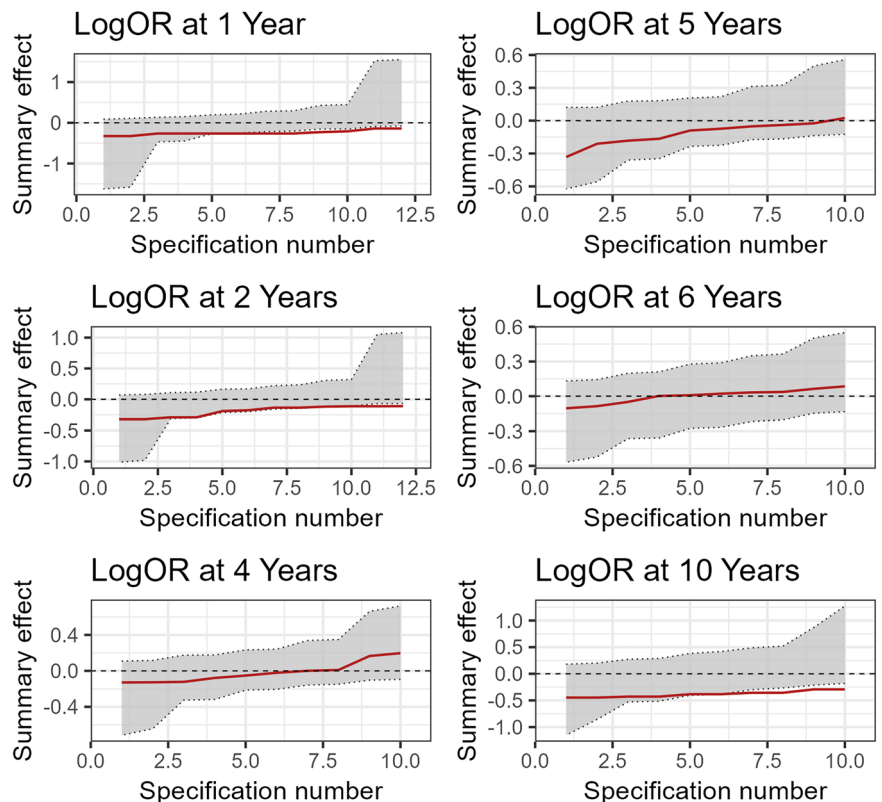 LogOR at 1 Year
Summary effect
1
0
-1
0.0 2.5 5.0 7.5 10.0 12.5
Specification number
LogOR at 5 Years
Summary effect
0.6
0.3
0.0
-0.3
-0.6
0.0 2.5 5.0 7.5 10.0
Specification number
LogOR at 2 Years
Summary effect
1.0
0.5
0.0
-0.5
-1.0
0.0 2.5 5.0 7.5 10.0 12.5
Specification number
LogOR at 6 Years
Summary effect
0.6
0.3
0.0
-0.3
-0.6
0.0 2.5 5.0 7.5 10.0
Specification number
LogOR at 4 Years
Summary effect
0.4
0.0
-0.4
0.0 2.5 5.0 7.5 10.0
Specification number
LogOR at 10 Years
Summary effect
1.0
0.5
0.0
-0.5
-1.0
0.0 2.5 5.0 7.5 10.0
Specification number